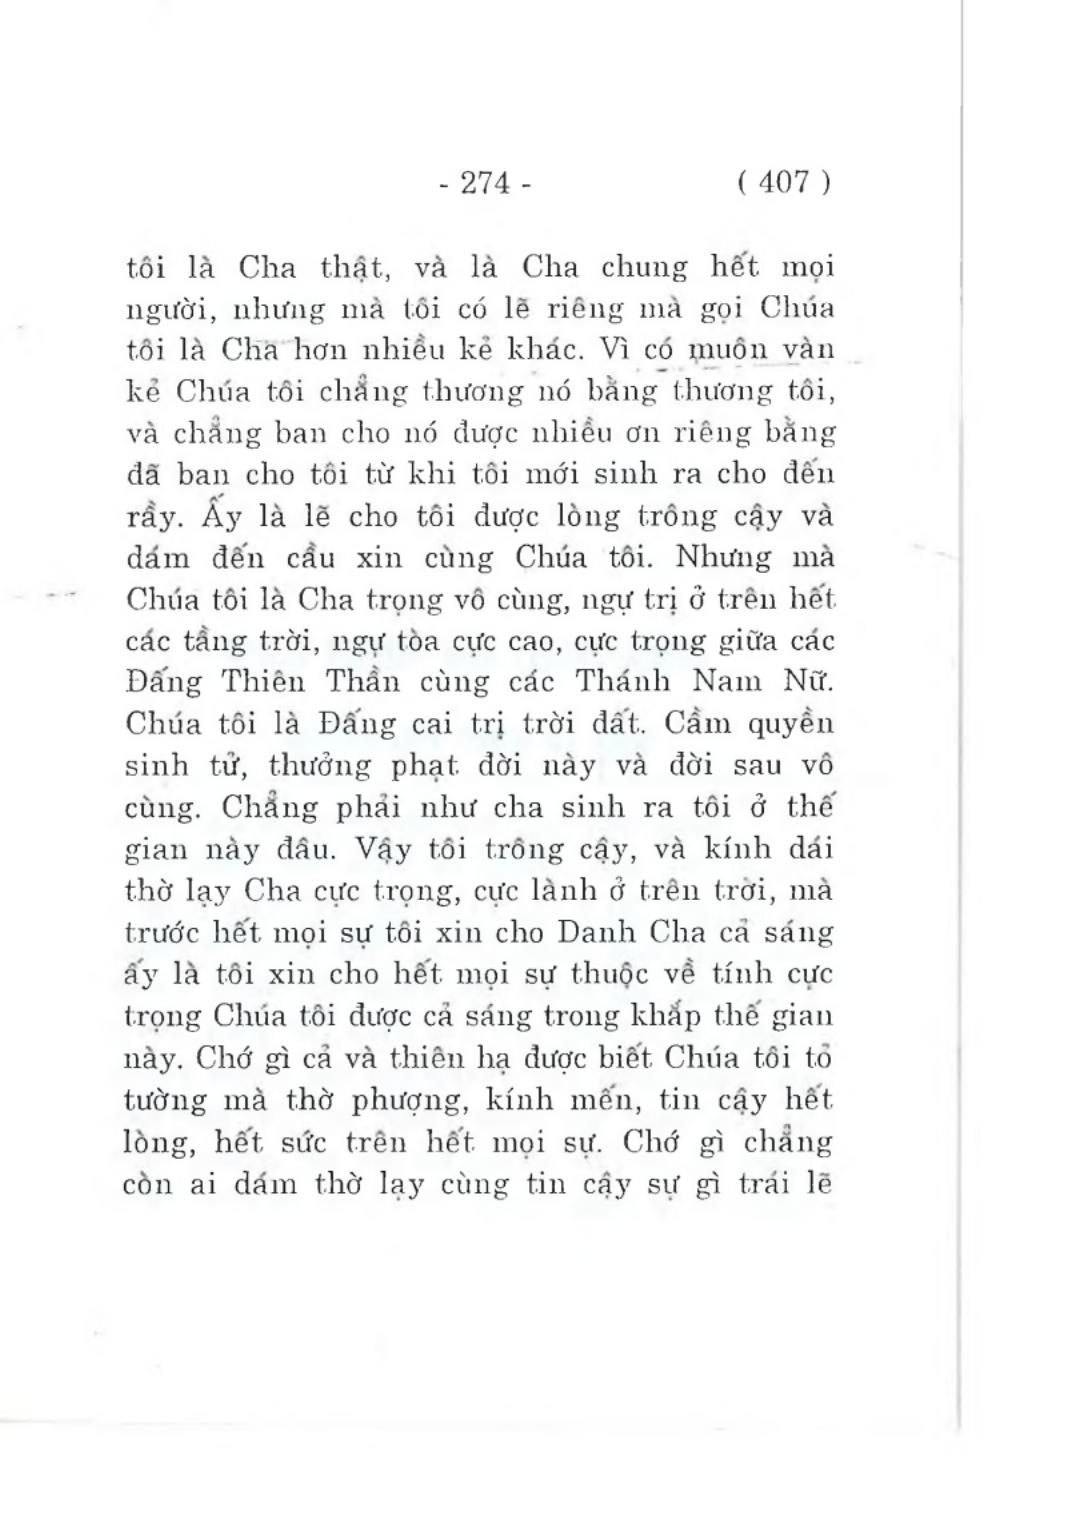 - 274 - ( 407 )
tôi là Cha thật, và là Cha chung hết mọi
người, nhưng mà tôi có lẽ riêng mà gọi Chúa
tôi là Cha hơn nhiều kẻ khác. Vì có muôn vàn
kẻ Chúa tôi chẳng thương nó bằng thương tôi,
và chẳng ban cho nó được nhiều ơn riêng bằng
đã ban cho tôi từ khi tôi mới sinh ra cho đến
rầy. Ấy là lẽ cho tôi được lòng trông cậy và
dám đến cầu xin cùng Chúa tôi. Nhưng mà
Chúa tôi là Cha trọng vô cùng, ngự trị ở trên hết
các tầng trời, ngự tòa cực cao, cực trọng giữa các
Đấng Thiên Thần cùng các Thánh Nam Nữ.
Chúa tôi là Đấng cai trị trời đất. Cầm quyền
sinh tử, thưởng phạt đời này và đời sau vô
cùng. Chẳng phải như cha sinh ra tôi ở thế
gian này đâu. Vậy tôi trông cậy, và kính dái
thờ lạy Cha cực trọng, cực lành ở trên trời, mà
trước hết mọi sự tôi xin cho Danh Cha cả sáng
ấy là tôi xin cho hết mọi sự thuộc về tính cực
trọng Chúa tôi được cả sáng trong khắp thế gian
này. Chớ gì cả và thiên hạ được biết Chúa tôi tỏ
tường mà thờ phượng, kính mến, tin cậy hết
lòng, hết sức trên hết mọi sự. Chớ gì chẳng
còn ai dám thờ lạy cùng tin cậy sự gì trái lẽ